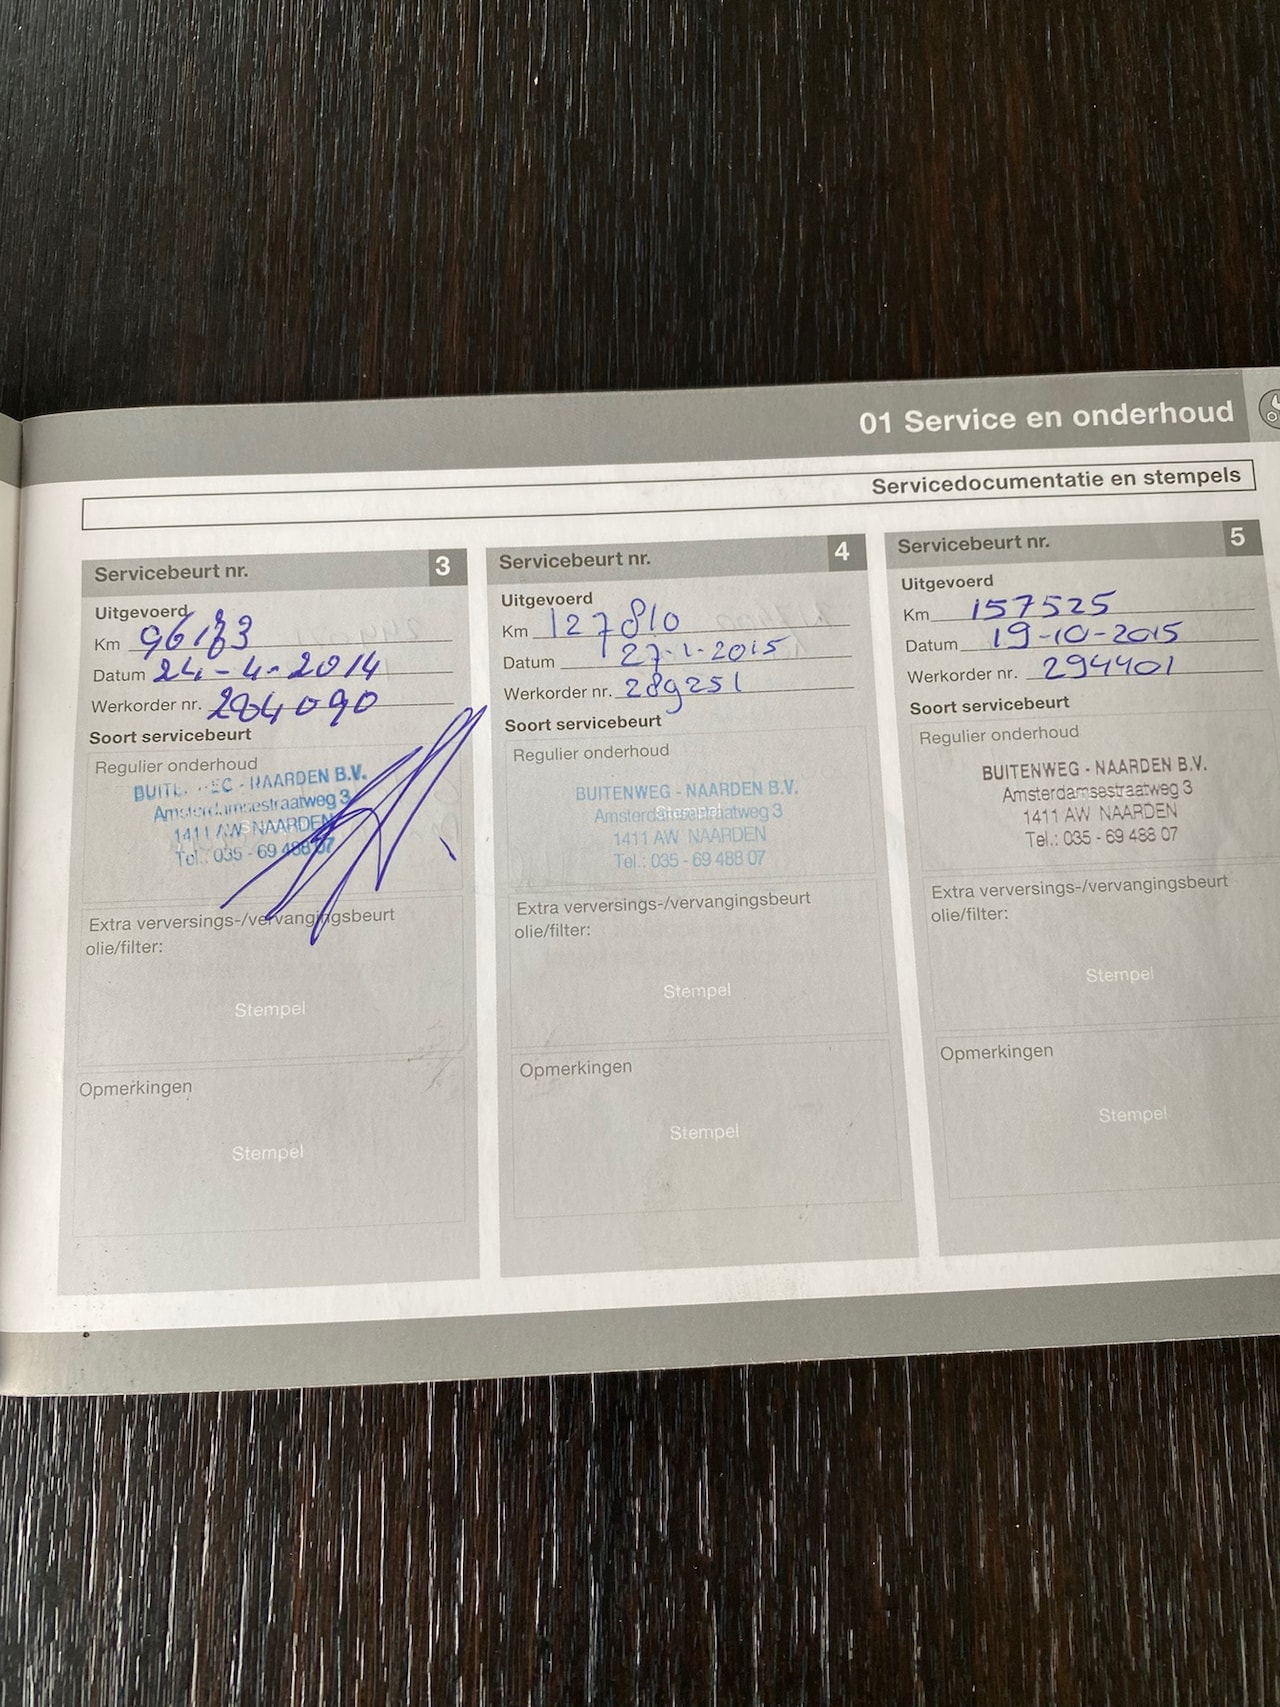 01 Service en onderhoud
Servicedocumentatie en stempels
Servicebeurt nr. 3
Uitgevoerd
Km
Datum 24-4-2014
Werkorder nr. 284090
Soort servicebeurt
Regulier onderhoud
NAARDEN B.V.
Amsterdamsestraatweg 3
1411 AW NAARDEN
Tel.: 035 - 69 488 07
Extra verversings-/vervangingsbeurt
olie/filter:
Stempel
Opmerkingen
Stempel
Servicebeurt nr. 4
Uitgevoerd
Km 127810
Datum 27-1-2015
Werkorder nr. 289251
Soort servicebeurt
Regulier onderhoud
BUITENWEG - NAARDEN B.V.
Amsterdamsestraatweg 3
Stempel
1411 AW NAARDEN
Tel.: 035 - 69 488 07
Extra verversings-/vervangingsbeurt
olie/filter:
Stempel
Opmerkingen
Stempel
Servicebeurt nr. 5
Uitgevoerd
Km 157525
Datum 19-10-2015
Werkorder nr. 294401
Soort servicebeurt
Regulier onderhoud
BUITENWEG - NAARDEN B.V.
Amsterdamsestraatweg 3
1411 AW NAARDEN
Tel.: 035 - 69 488 07
Extra verversings-/vervangingsbeurt
olie/filter:
Stempel
Opmerkingen
Stempel